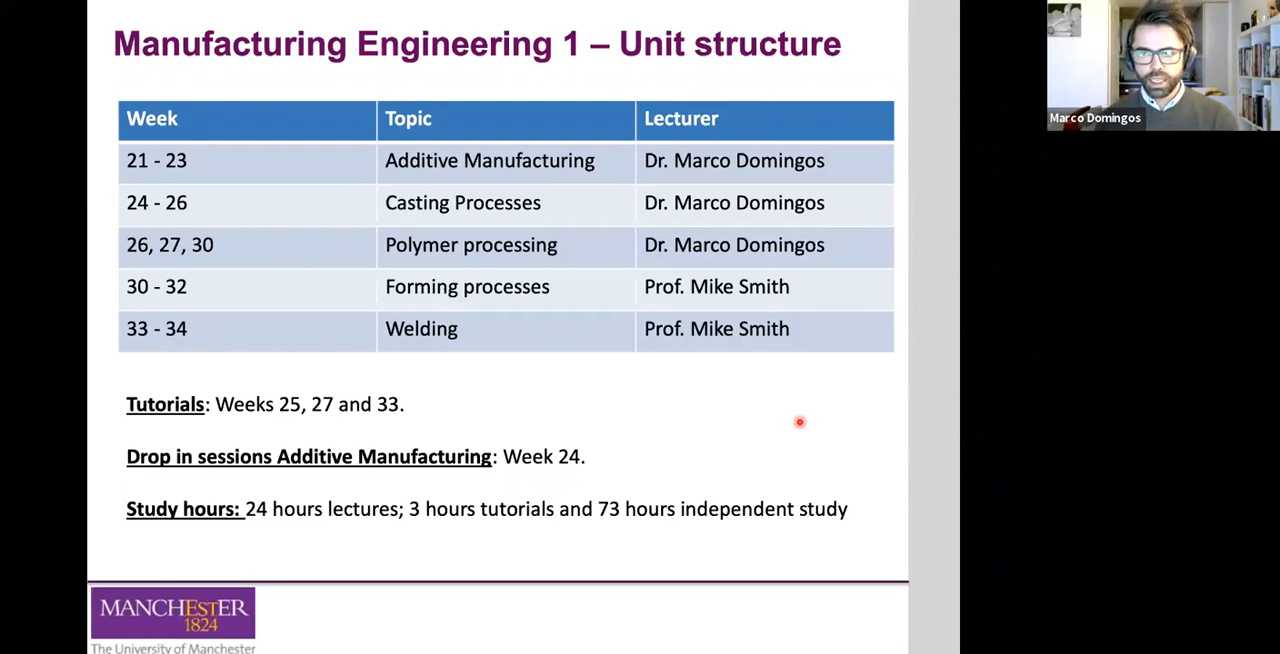 Manufacturing Engineering 1 – Unit structure
Week Topic Lecturer
21 - 23 Additive Manufacturing Dr. Marco Domingos
24 - 26 Casting Processes Dr. Marco Domingos
26, 27, 30 Polymer processing Dr. Marco Domingos
30 - 32 Forming processes Prof. Mike Smith
33 - 34 Welding Prof. Mike Smith
Tutorials: Weeks 25, 27 and 33.
Drop in sessions Additive Manufacturing: Week 24.
Study hours: 24 hours lectures; 3 hours tutorials and 73 hours independent study
MANCHESTER
1824
The University of Manchester
Marco Domingos